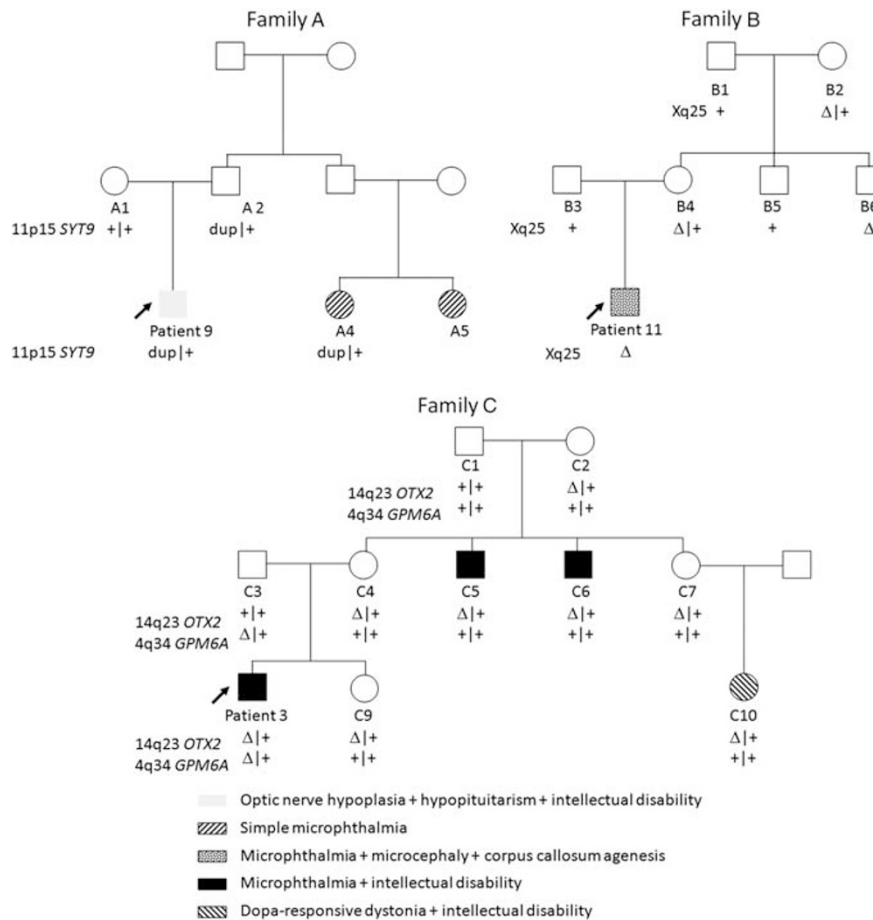 Family A
Family B
B1
B2
Xq25 + Δ|+
A1
A 2
11p15 SYT9 +|+ dup|+
B3
B4
B5
B6
Xq25 + Δ|+ + Δ
Patient 9
A4
A5
11p15 SYT9 dup|+ dup|+
Patient 11
Xq25 Δ
Family C
C1
C2
14q23 OTX2 +|+ Δ|+
4q34 GPM6A +|+ +|+
C3
C4
C5
C6
C7
14q23 OTX2 +|+ Δ|+ Δ|+ Δ|+ Δ|+
4q34 GPM6A Δ|+ +|+ +|+ +|+ +|+
Patient 3
C9
C10
14q23 OTX2 Δ|+ Δ|+ Δ|+
4q34 GPM6A Δ|+ +|+ +|+
Optic nerve hypoplasia + hypopituitarism + intellectual disability
Simple microphthalmia
Microphthalmia + microcephaly + corpus callosum agenesis
Microphthalmia + intellectual disability
Dopa-responsive dystonia + intellectual disability